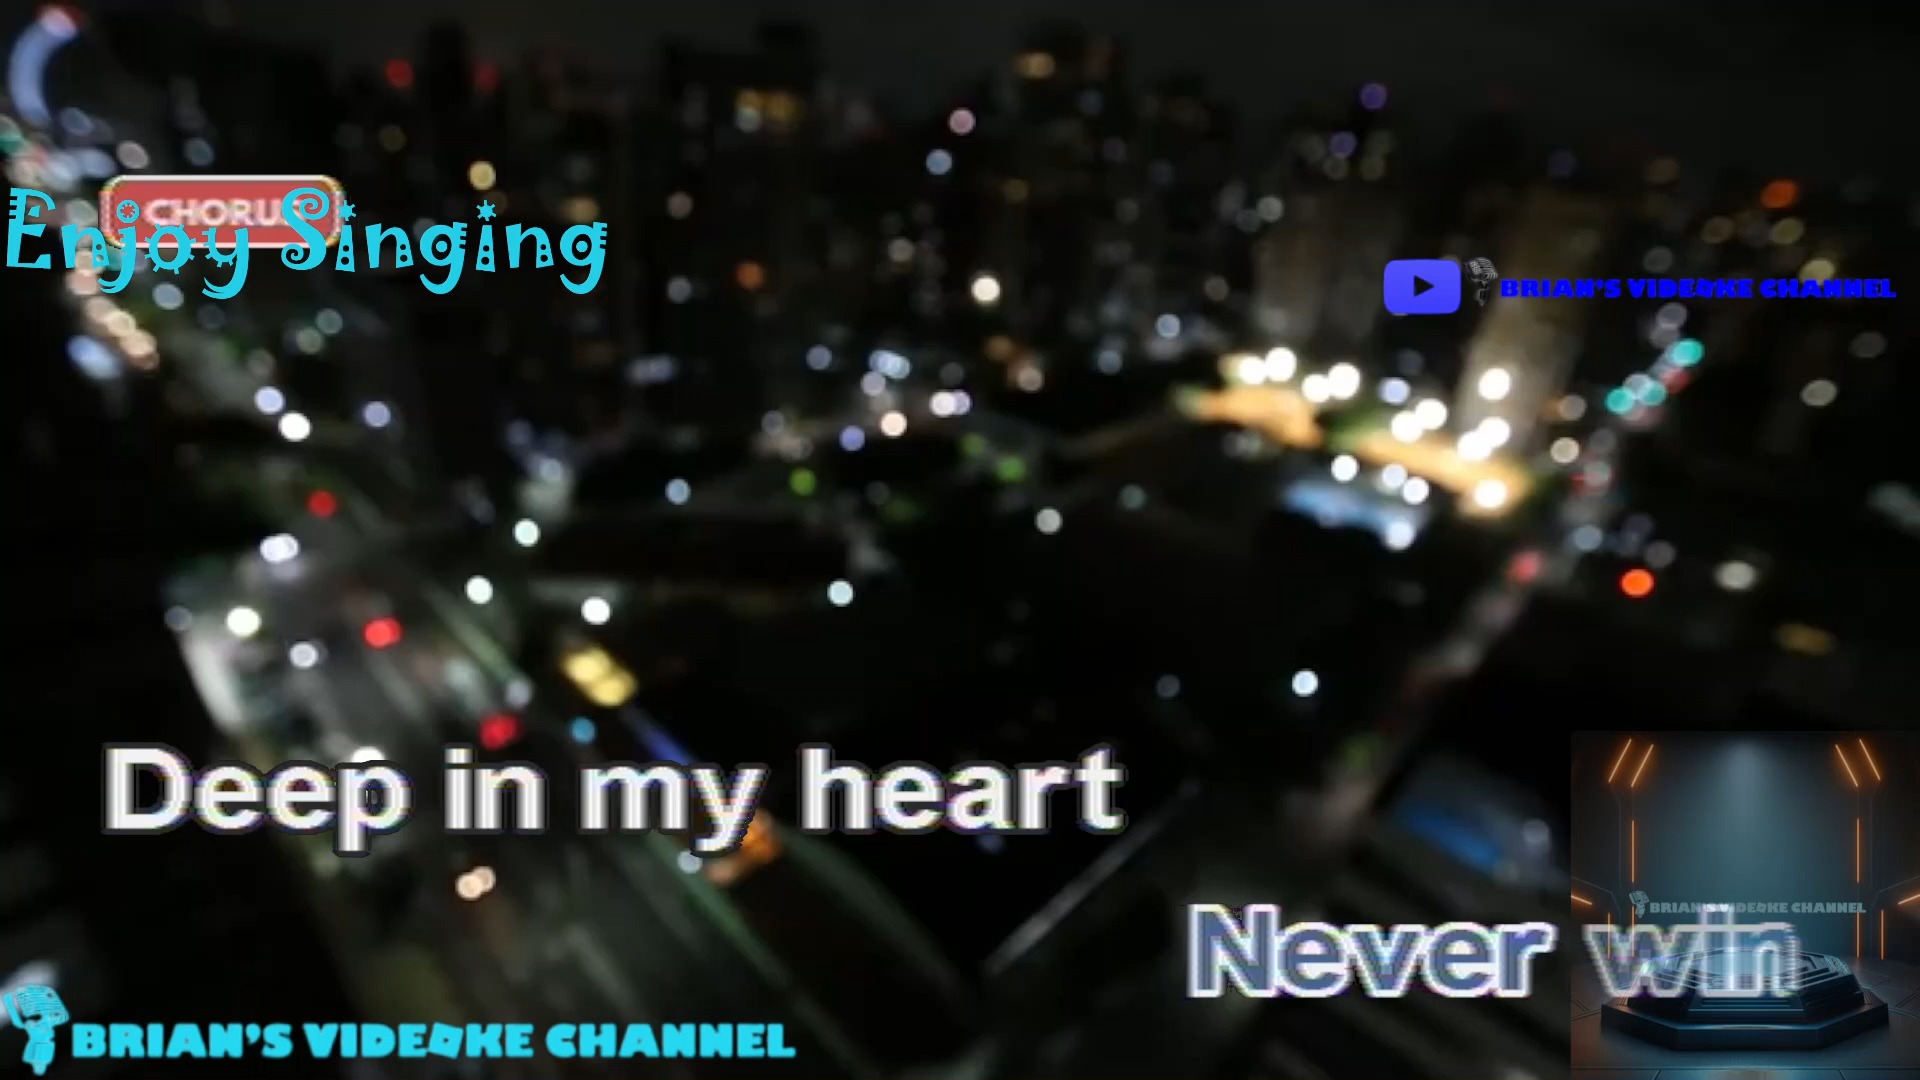 CHORUS
Enjoy Singing
BRIAN'S VIDEOKE CHANNEL
Deep in my heart
BRIAN'S VIDEOKE CHANNEL
Never win
BRIAN'S VIDEOKE CHANNEL